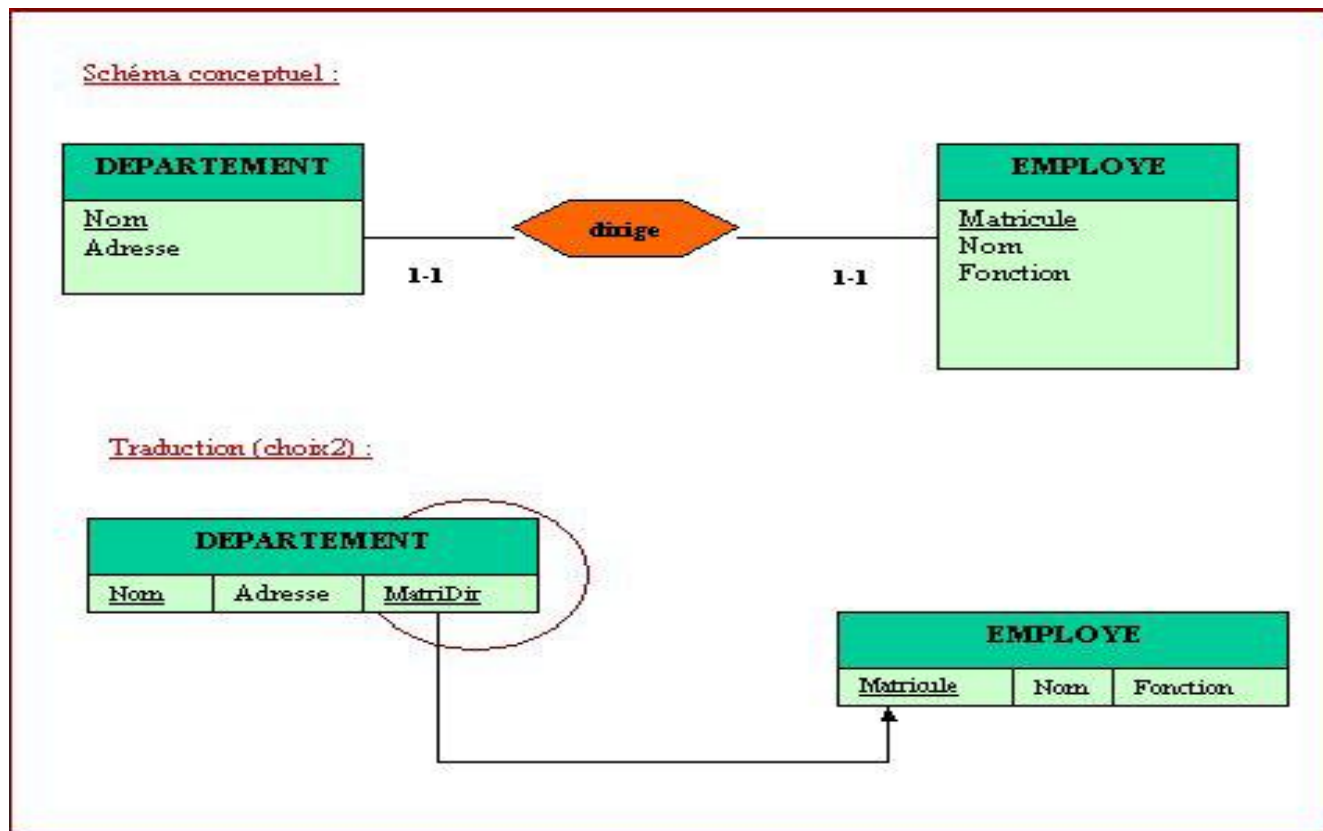 Schéma conceptuel :
DEPARTEMENT
Nom
Adresse
1-1
dirige
1-1
EMPLOYE
Matricule
Nom
Fonction
Traduction (choix2) :
DEPARTEMENT
Nom Adresse MatriDir
EMPLOYE
Matricule Nom Fonction